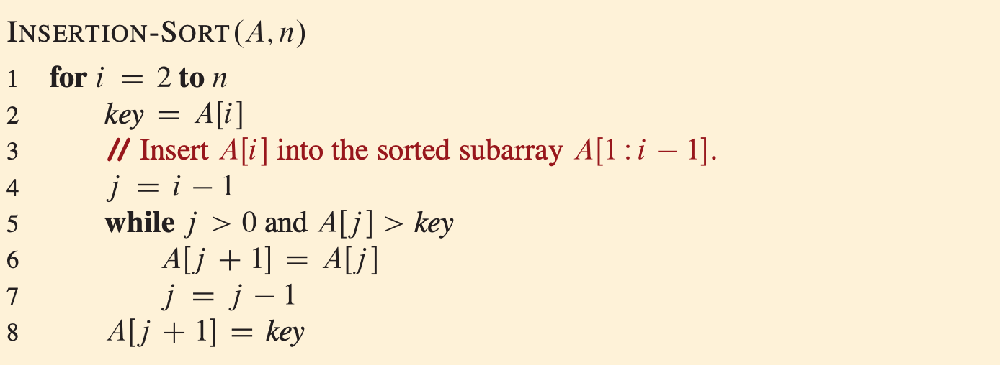 INSERTION-SORT(A, n)
1 for i = 2 to n
2 key = A[i]
3 // Insert A[i] into the sorted subarray A[1 : i − 1].
4 j = i − 1
5 while j > 0 and A[j] > key
6 A[j + 1] = A[j]
7 j = j − 1
8 A[j + 1] = key